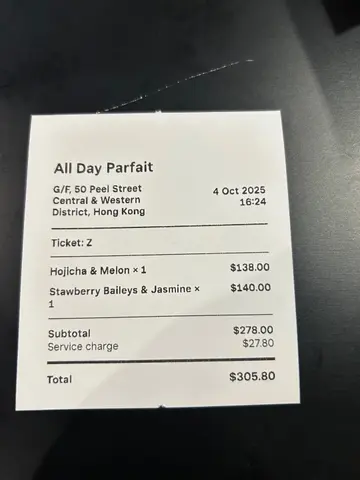 All Day Parfait
G/F, 50 Peel Street
Central & Western
District, Hong Kong
4 Oct 2025
16:24
Ticket: Z
Hojicha & Melon × 1 $138.00
Stawberry Baileys & Jasmine × $140.00
1
Subtotal $278.00
Service charge $27.80
Total $305.80